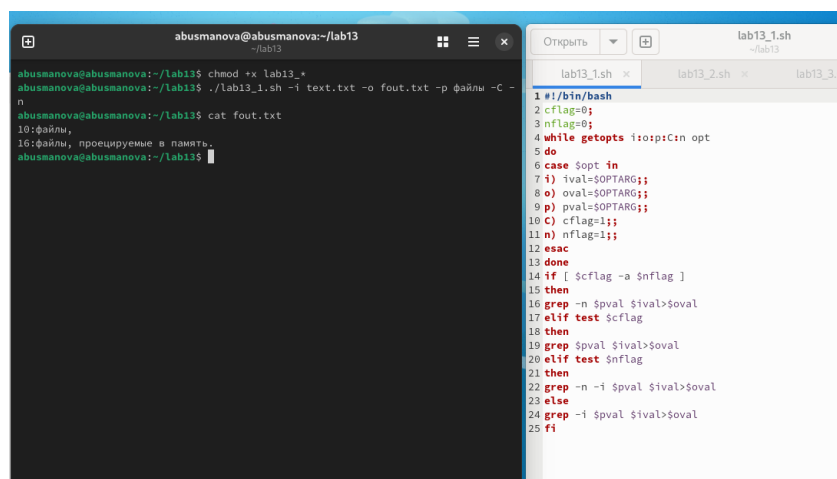 abusmanova@abusmanova:~/lab13
~/lab13
abusmanova@abusmanova:~/lab13$ chmod +x lab13_*
abusmanova@abusmanova:~/lab13$ ./lab13_1.sh -i text.txt -o fout.txt -p файлы -C -
n
abusmanova@abusmanova:~/lab13$ cat fout.txt
10:файлы,
16:файлы, проецируемые в память.
abusmanova@abusmanova:~/lab13$
Открыть
lab13_1.sh
~/lab13
lab13_1.sh × lab13_2.sh × lab13_3.
1 #!/bin/bash
2 cflag=0;
3 nflag=0;
4 while getopts i:o:p:C:n opt
5 do
6 case $opt in
7 i) ival=$OPTARG;;
8 o) oval=$OPTARG;;
9 p) pval=$OPTARG;;
10 C) cflag=1;;
11 n) nflag=1;;
12 esac
13 done
14 if [ $cflag -a $nflag ]
15 then
16 grep -n $pval $ival>$oval
17 elif test $cflag
18 then
19 grep $pval $ival>$oval
20 elif test $nflag
21 then
22 grep -n -i $pval $ival>$oval
23 else
24 grep -i $pval $ival>$oval
25 fi